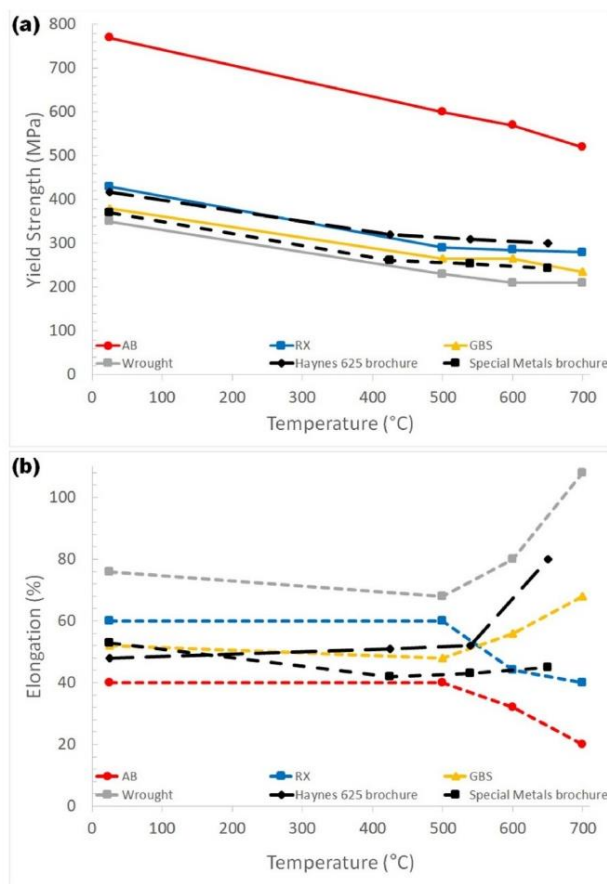 (a)
800
700
600
500
400
300
200
100
0
Yield Strength (MPa)
AB RX GBS
Wrought Haynes 625 brochure Special Metals brochure
0 100 200 300 400 500 600 700
Temperature (°C)
(b)
100
80
60
40
20
0
Elongation (%)
AB RX GBS
Wrought Haynes 625 brochure Special Metals brochure
0 100 200 300 400 500 600 700
Temperature (°C)